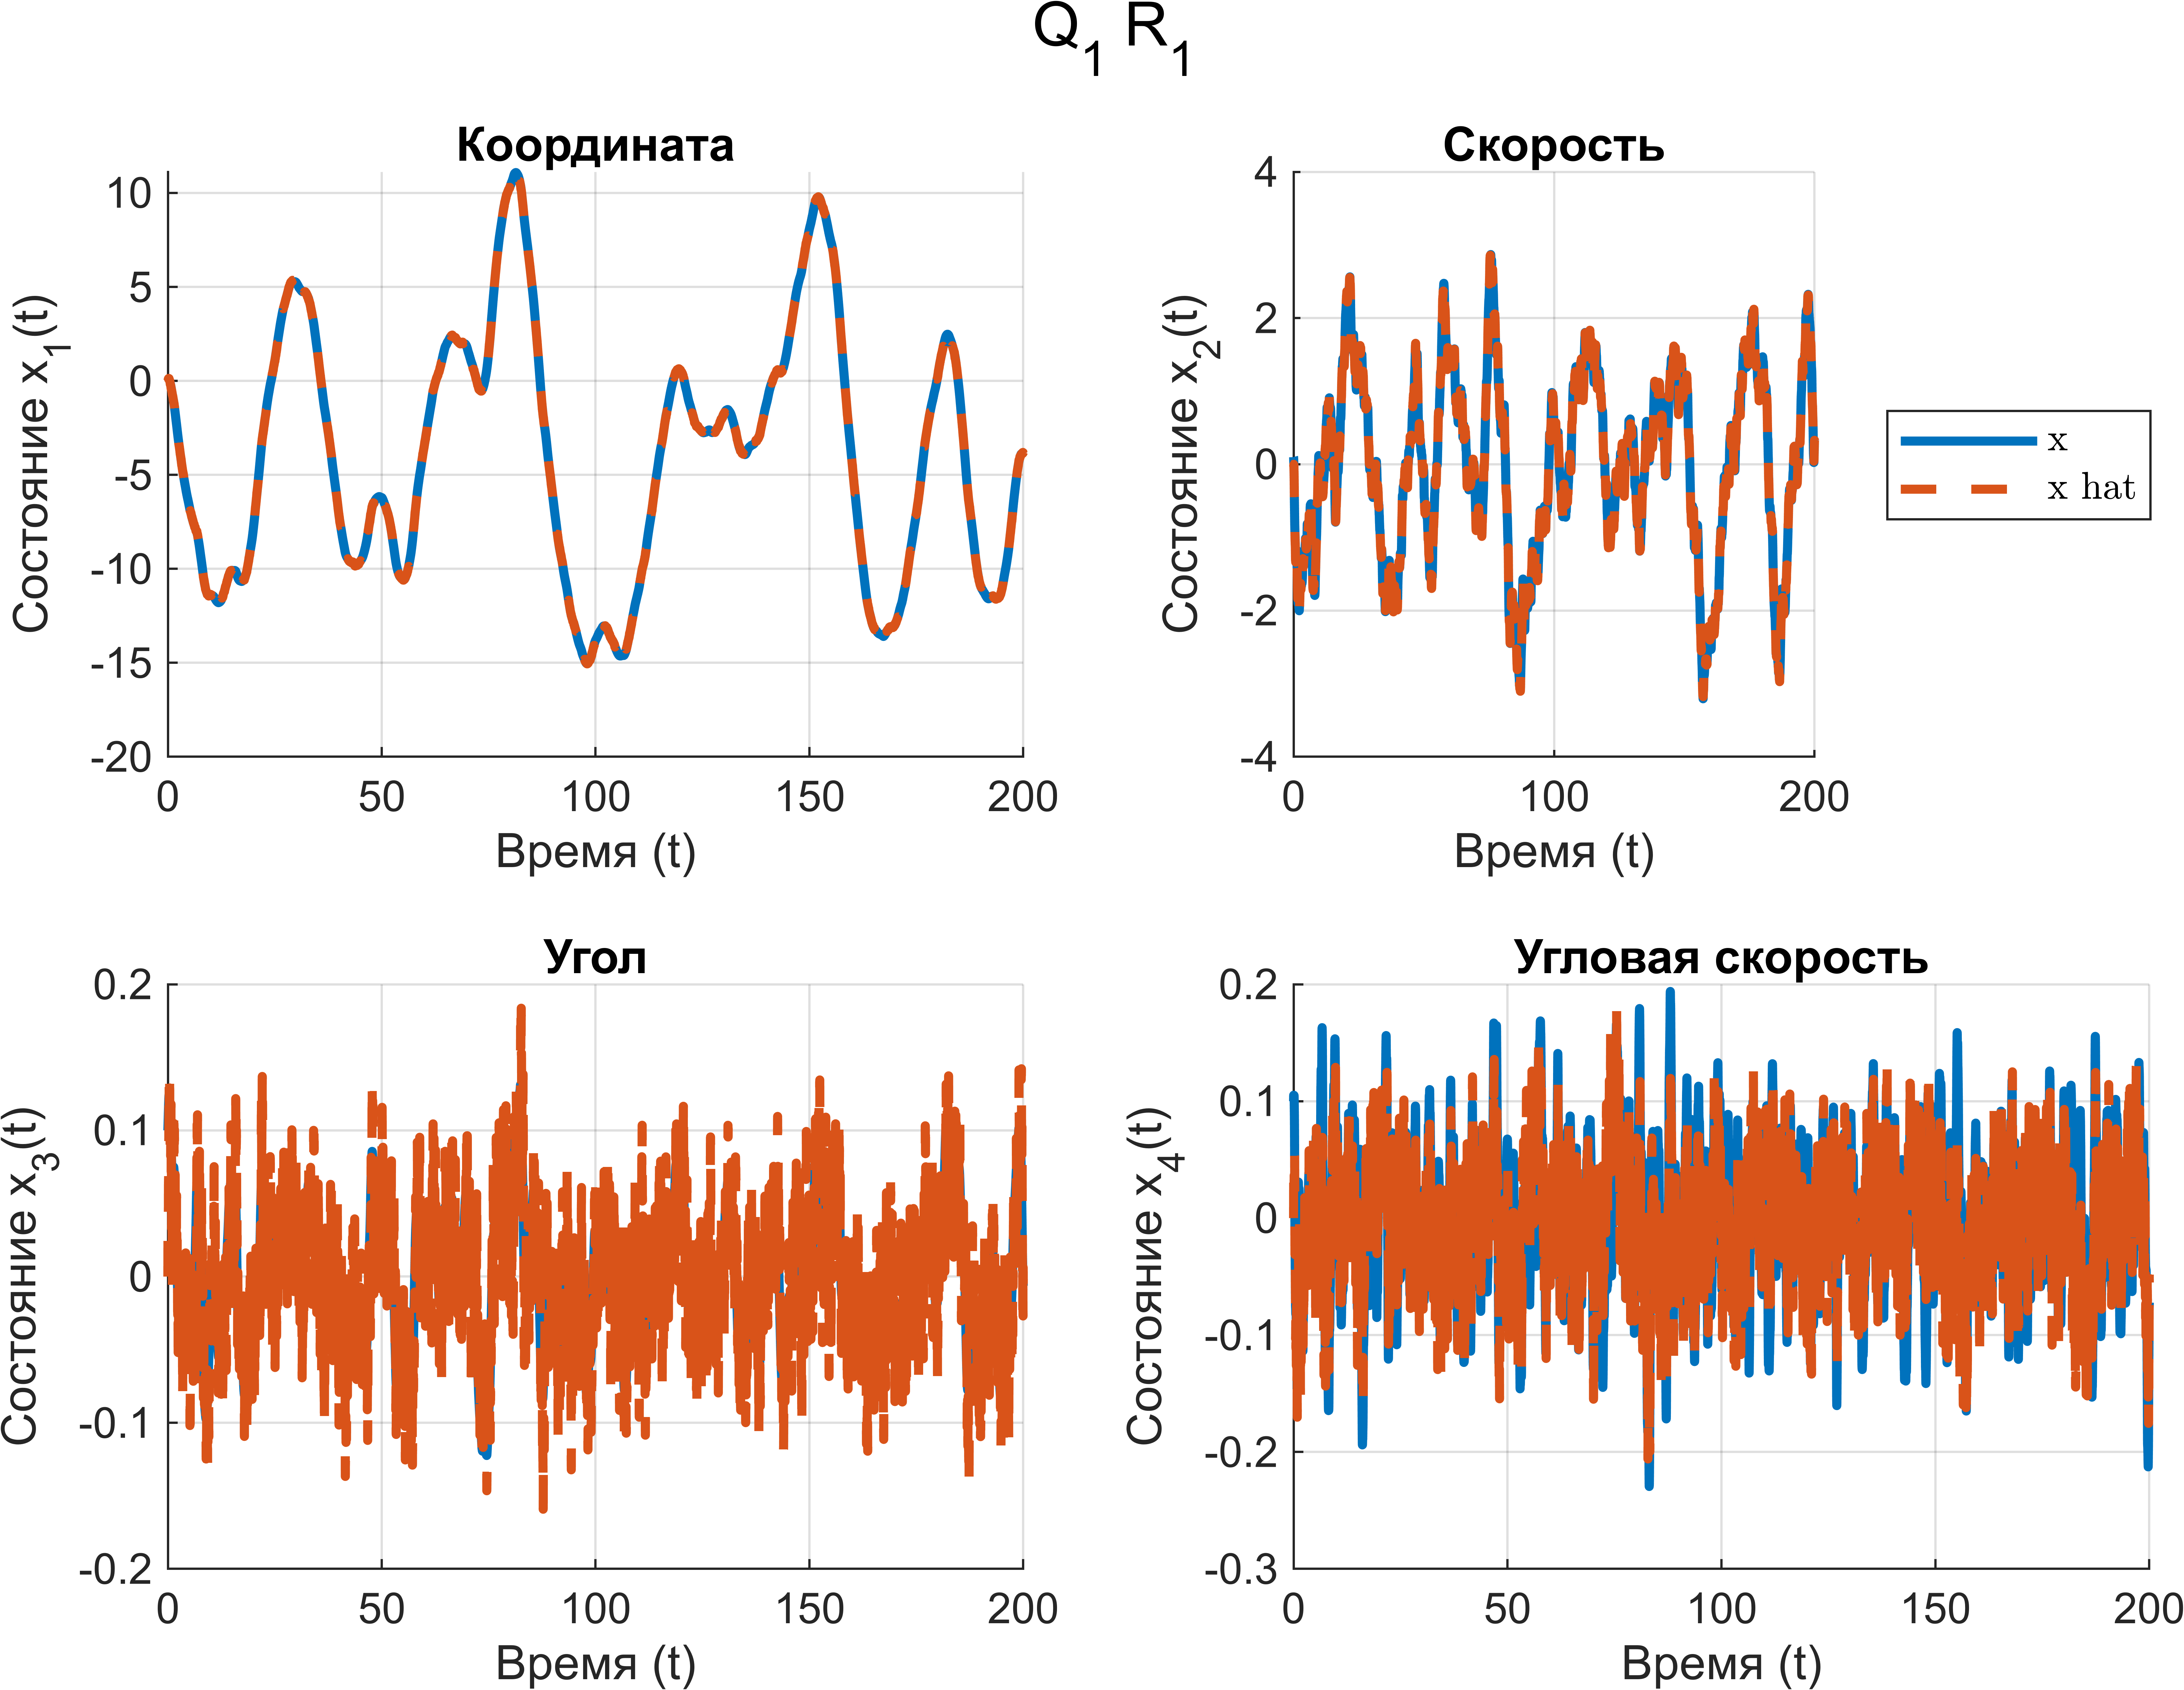 Q1 R1
Координата
Состояние x1(t)
10
5
0
-5
-10
-15
-20
0 50 100 150 200
Время (t)
Скорость
Состояние x2(t)
4
2
0
-2
-4
0 100 200
Время (t)
x
x hat
Угол
Состояние x3(t)
0.2
0.1
0
-0.1
-0.2
0 50 100 150 200
Время (t)
Угловая скорость
Состояние x4(t)
0.2
0.1
0
-0.1
-0.2
-0.3
0 50 100 150 200
Время (t)